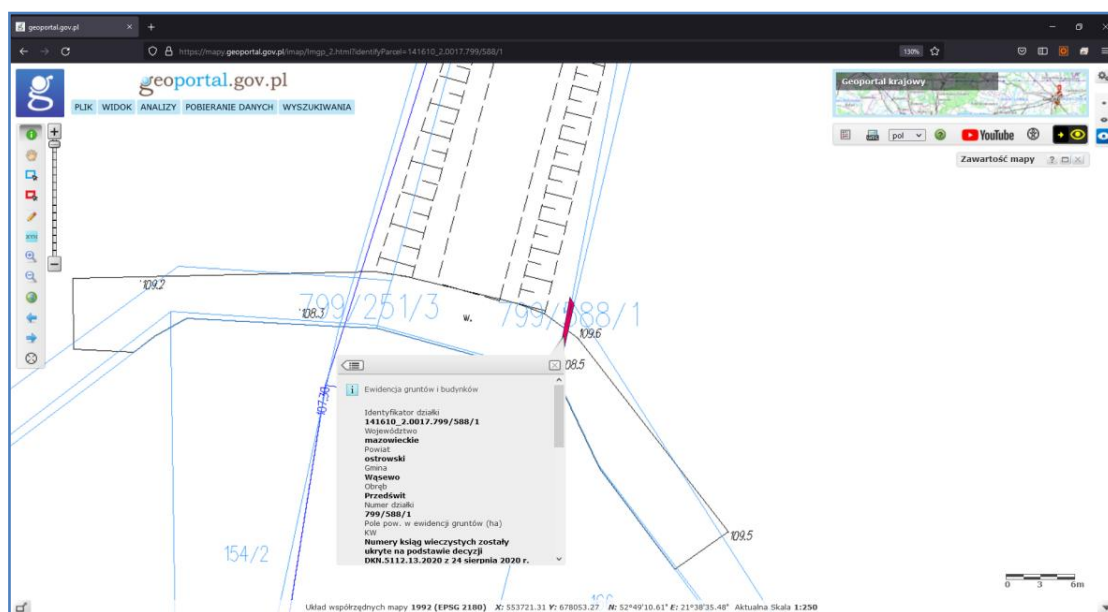 geoportal.gov.pl
https://mapy.geoportal.gov.pl/imap/Imgp_2.html?identifyParcel=141610_2.0017.799/588/1
130%
geoportal.gov.pl
PLIK WIDOK ANALIZY POBIERANIE DANYCH WYSZUKIWANIA
Geoportal krajowy
pol
YouTube
Zawartość mapy
109.2
799/251/3
108.3
w.
799/588/1
109.6
08.5
107.30
Ewidencja gruntów i budynków
Identyfikator działki
141610_2.0017.799/588/1
Województwo
mazowieckie
Powiat
ostrowski
Gmina
Wąsewo
Obręb
Przedświt
Numer działki
799/588/1
Pole pow. w ewidencji gruntów (ha)
KW
Numery ksiąg wieczystych zostały
ukryte na podstawie decyzji
DKN.5112.13.2020 z 24 sierpnia 2020 r.
109.5
154/2
0 3 6m
Układ współrzędnych mapy 1992 (EPSG 2180) X: 553721.31 Y: 678053.27 N: 52°49'10.61" E: 21°38'35.48" Aktualna Skala 1:250